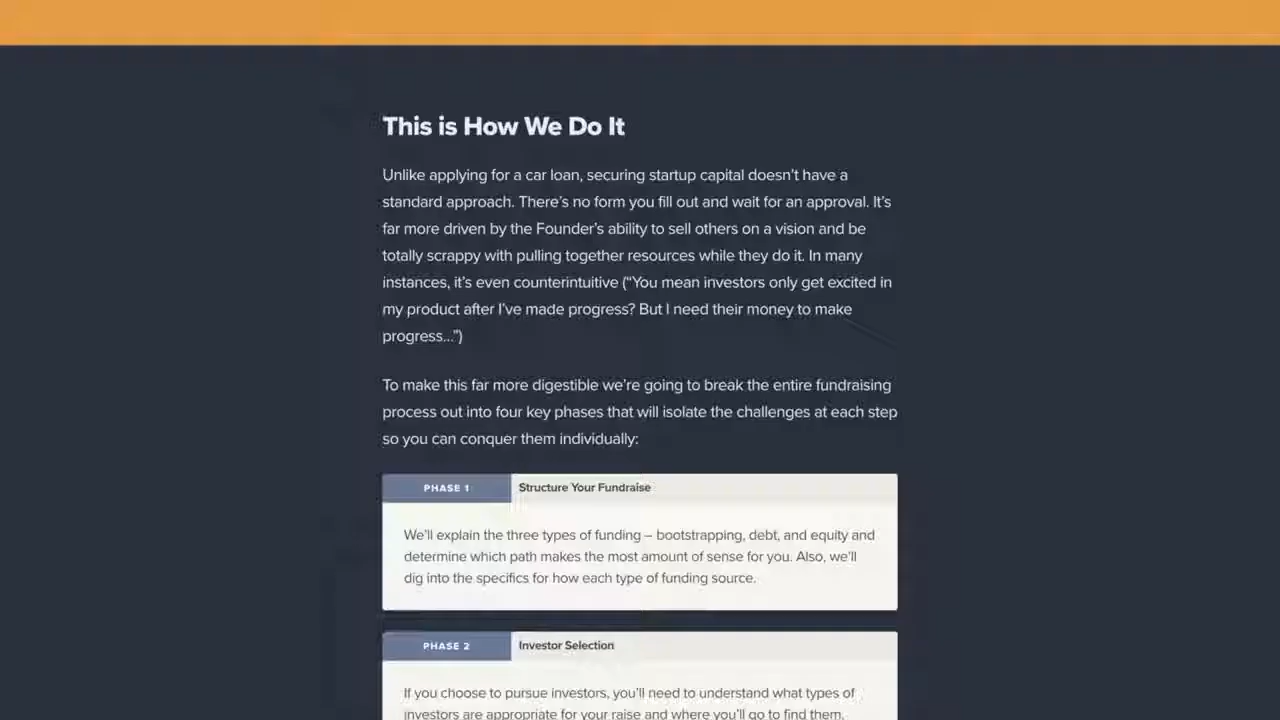 This is How We Do It
Unlike applying for a car loan, securing startup capital doesn't have a
standard approach. There's no form you fill out and wait for an approval. It's
far more driven by the Founder's ability to sell others on a vision and be
totally scrappy with pulling together resources while they do it. In many
instances, it's even counterintuitive (“You mean investors only get excited in
my product after I've made progress? But I need their money to make
progress...”)
To make this far more digestible we're going to break the entire fundraising
process out into four key phases that will isolate the challenges at each step
so you can conquer them individually:
PHASE 1 Structure Your Fundraise
We'll explain the three types of funding – bootstrapping, debt, and equity and
determine which path makes the most amount of sense for you. Also, we'll
dig into the specifics for how each type of funding source.
PHASE 2 Investor Selection
If you choose to pursue investors, you'll need to understand what types of
investors are appropriate for your raise and where you'll go to find them.